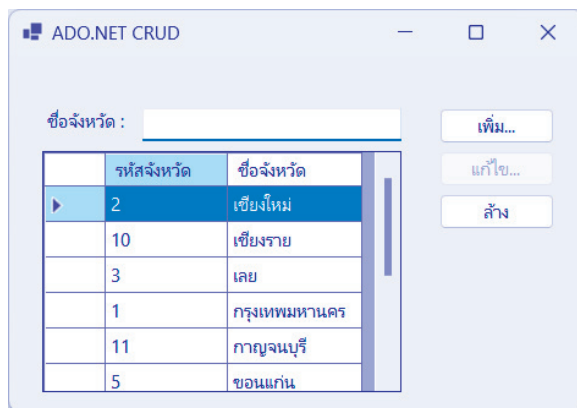 ADO.NET CRUD
ชื่อจังหวัด :
เพิ่ม...
รหัสจังหวัด ชื่อจังหวัด
แก้ไข...
2 เชียงใหม่
ล้าง
10 เชียงราย
3 เลย
1 กรุงเทพมหานคร
11 กาญจนบุรี
5 ขอนแก่น